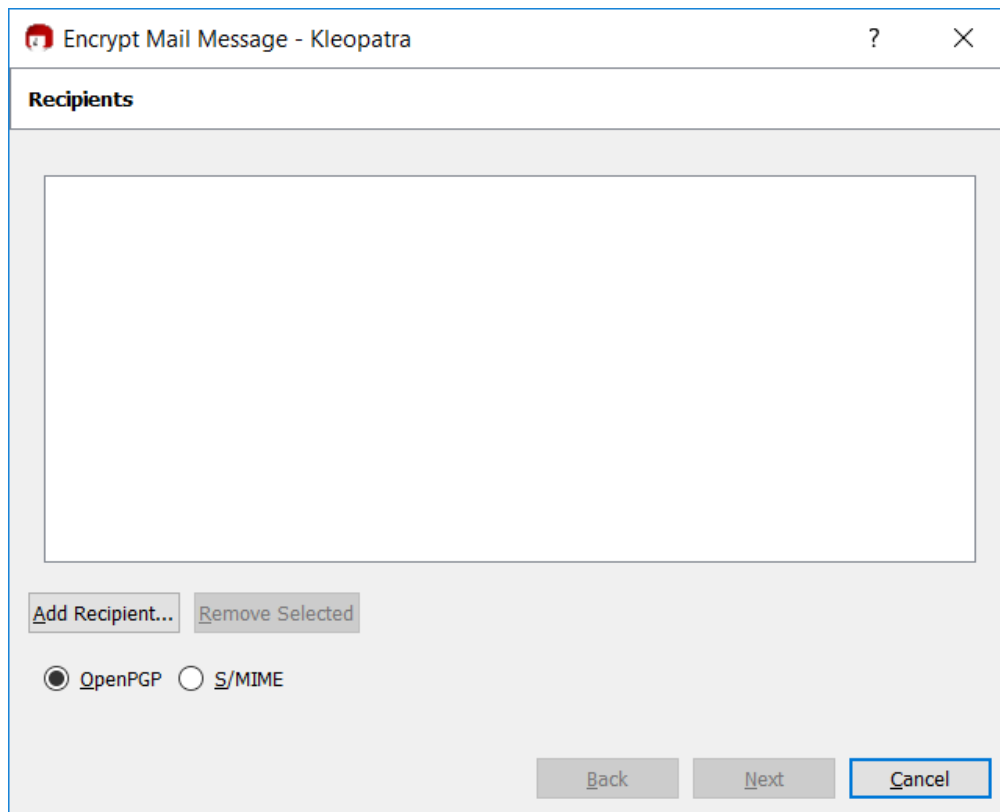 Encrypt Mail Message - Kleopatra ?
Recipients
Add Recipient... Remove Selected
OpenPGP S/MIME
Back Next Cancel